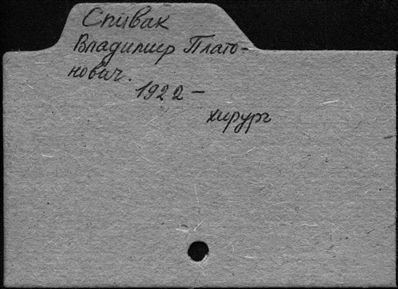 Спивак
Владимир Плато-
нович.
1922 –
хирург